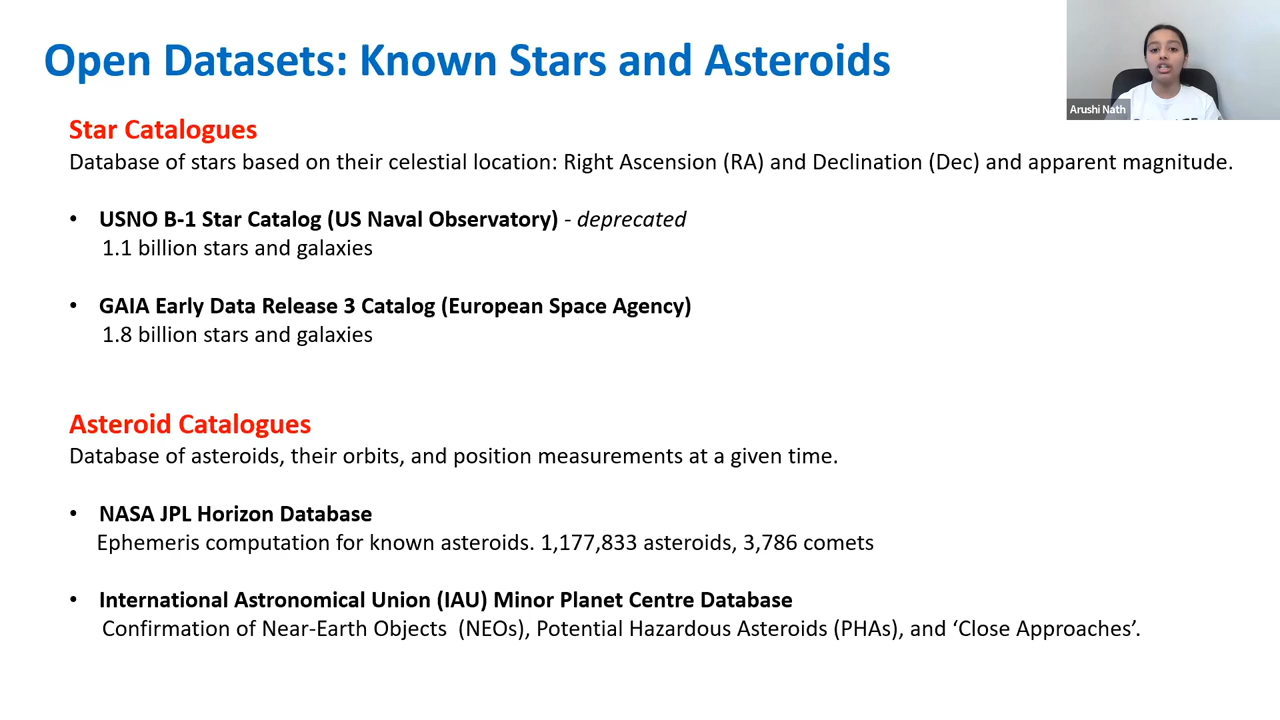 Open Datasets: Known Stars and Asteroids
Arushi Nath
Star Catalogues
Database of stars based on their celestial location: Right Ascension (RA) and Declination (Dec) and apparent magnitude.
• USNO B-1 Star Catalog (US Naval Observatory) - deprecated
1.1 billion stars and galaxies
• GAIA Early Data Release 3 Catalog (European Space Agency)
1.8 billion stars and galaxies
Asteroid Catalogues
Database of asteroids, their orbits, and position measurements at a given time.
• NASA JPL Horizon Database
Ephemeris computation for known asteroids. 1,177,833 asteroids, 3,786 comets
• International Astronomical Union (IAU) Minor Planet Centre Database
Confirmation of Near-Earth Objects (NEOs), Potential Hazardous Asteroids (PHAs), and ‘Close Approaches’.